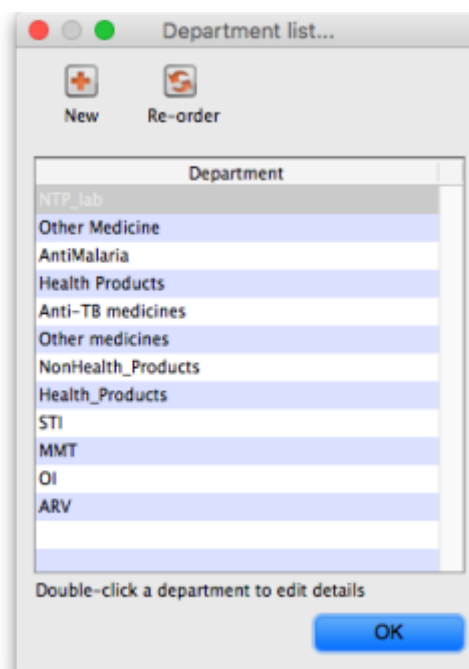 Department list...
New Re-order
Department
NTP_lab
Other Medicine
AntiMalaria
Health Products
Anti-TB medicines
Other medicines
NonHealth_Products
Health_Products
STI
MMT
OI
ARV
Double-click a department to edit details
OK